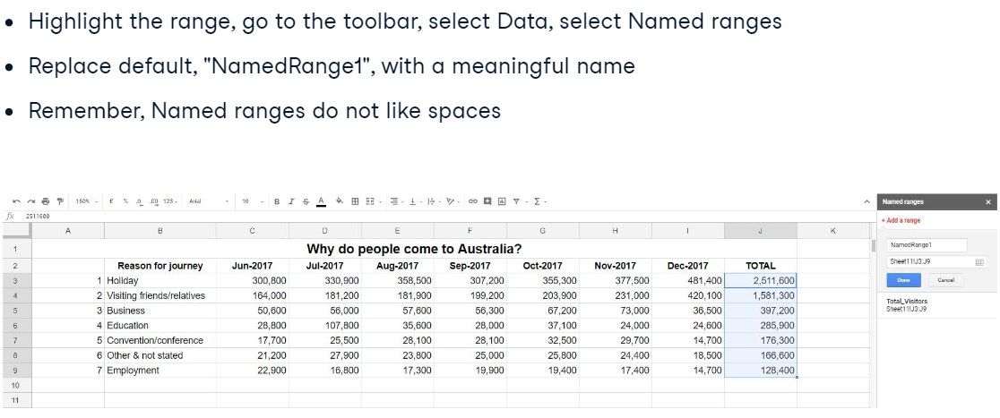 • Highlight the range, go to the toolbar, select Data, select Named ranges
• Replace default, "NamedRange1", with a meaningful name
• Remember, Named ranges do not like spaces
150% £ % .0 .00 123 Arial 10 B I S A Σ Named ranges ×
fx 2511600
+ Add a range
A B C D E F G H I J K
1 Why do people come to Australia?
NamedRange1
2 Reason for journey Jun-2017 Jul-2017 Aug-2017 Sep-2017 Oct-2017 Nov-2017 Dec-2017 TOTAL
Sheet11!J3:J9
3 1 Holiday 300,800 330,900 358,500 307,200 355,300 377,500 481,400 2,511,600
Done Cancel
4 2 Visiting friends/relatives 164,000 181,200 181,900 199,200 203,900 231,000 420,100 1,581,300
Total_Visitors
5 3 Business 50,600 56,000 57,600 56,300 67,200 73,000 36,500 397,200
Sheet11!J3:J9
6 4 Education 28,800 107,800 35,600 28,000 37,100 24,000 24,600 285,900
7 5 Convention/conference 17,700 25,500 28,100 28,100 32,500 29,700 14,700 176,300
8 6 Other & not stated 21,200 27,900 23,800 25,000 25,800 24,400 18,500 166,600
9 7 Employment 22,900 16,800 17,300 19,900 19,400 17,400 14,700 128,400
10
11